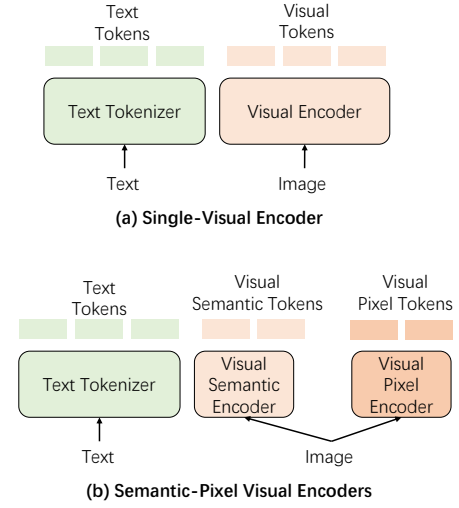 Text
Tokens
Visual
Tokens
Text Tokenizer
Visual Encoder
Text
Image
(a) Single-Visual Encoder
Text
Tokens
Visual
Semantic Tokens
Visual
Pixel Tokens
Text Tokenizer
Visual
Semantic
Encoder
Visual
Pixel
Encoder
Text
Image
(b) Semantic-Pixel Visual Encoders